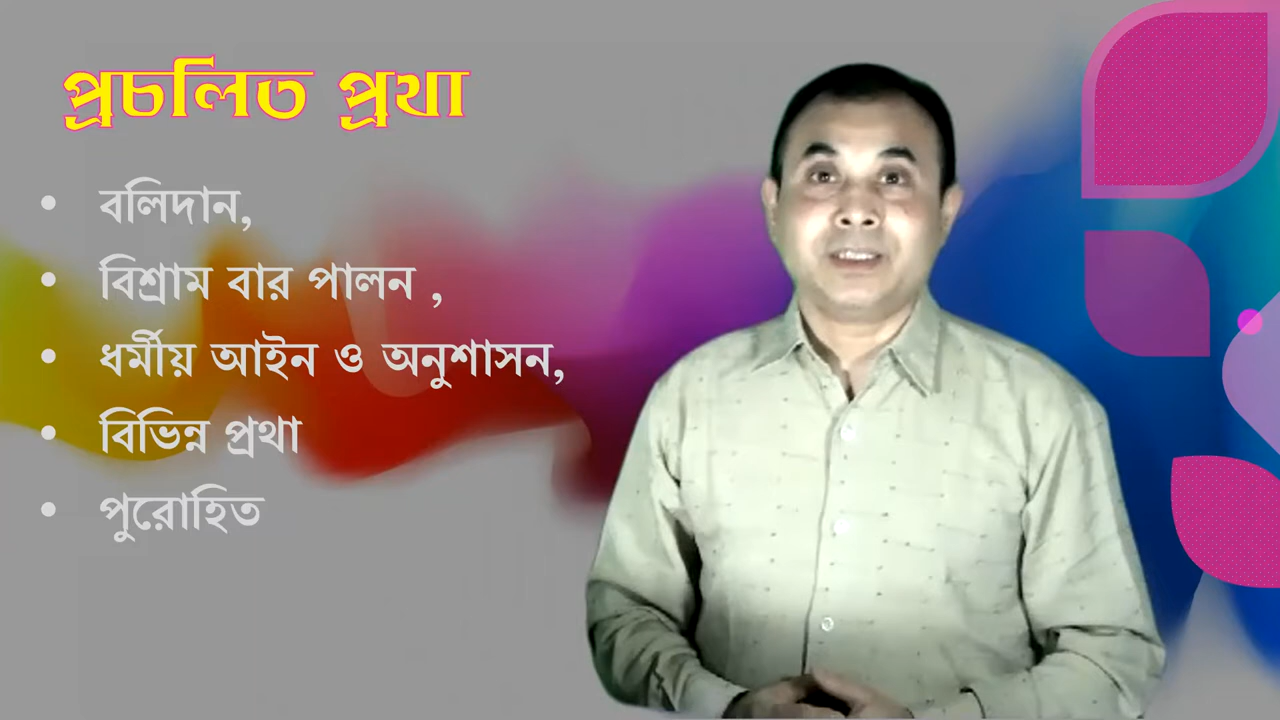 প্রচলিত প্রথা
• বলিদান,
• বিশ্রাম বার পালন ,
• ধর্মীয় আইন ও অনুশাসন,
• বিভিন্ন প্রথা
• পুরোহিত